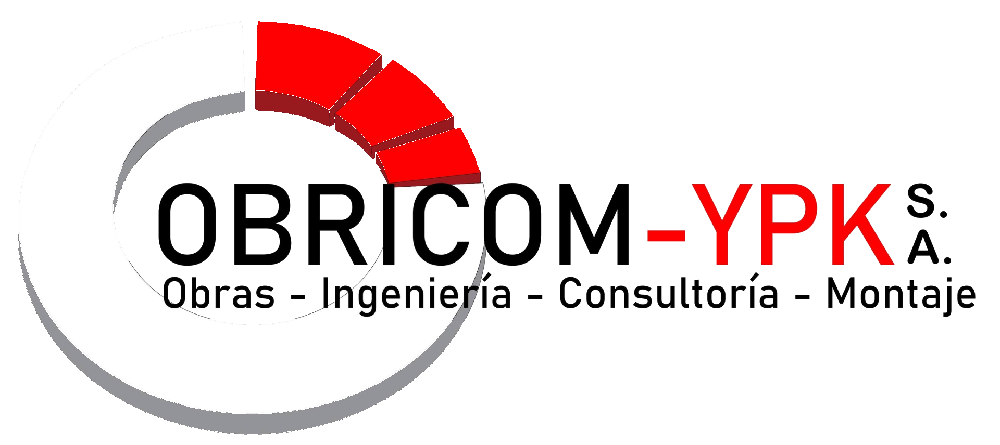 OBRICOM-YPK S.A.
Obras - Ingeniería - Consultoría - Montaje